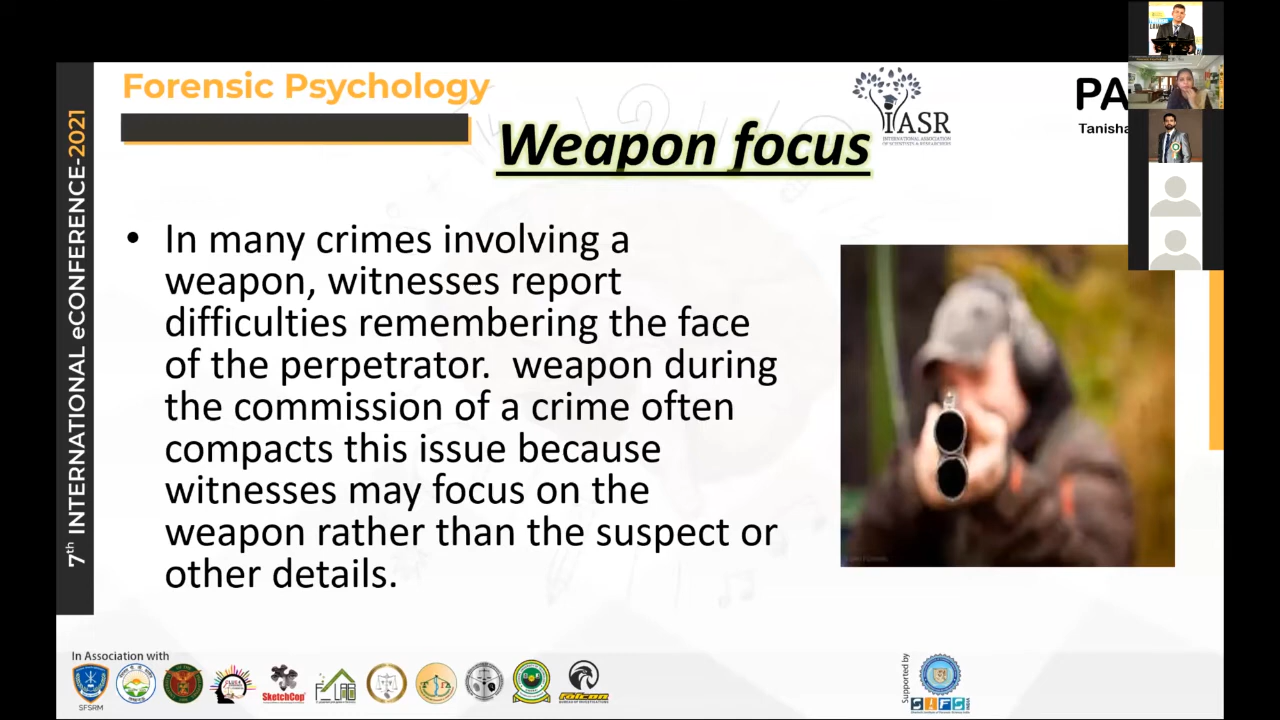 Forensic Psychology
IASR
INTERNATIONAL ASSOCIATION
OF SCIENTISTS & RESEARCHERS
PA
Tanisha
Weapon focus
7th INTERNATIONAL eCONFERENCE-2021
• In many crimes involving a
weapon, witnesses report
difficulties remembering the face
of the perpetrator. weapon during
the commission of a crime often
compacts this issue because
witnesses may focus on the
weapon rather than the suspect or
other details.
In Association with
SFSRM
SketchCop
falcon
Supported by
SIFS
INDIA